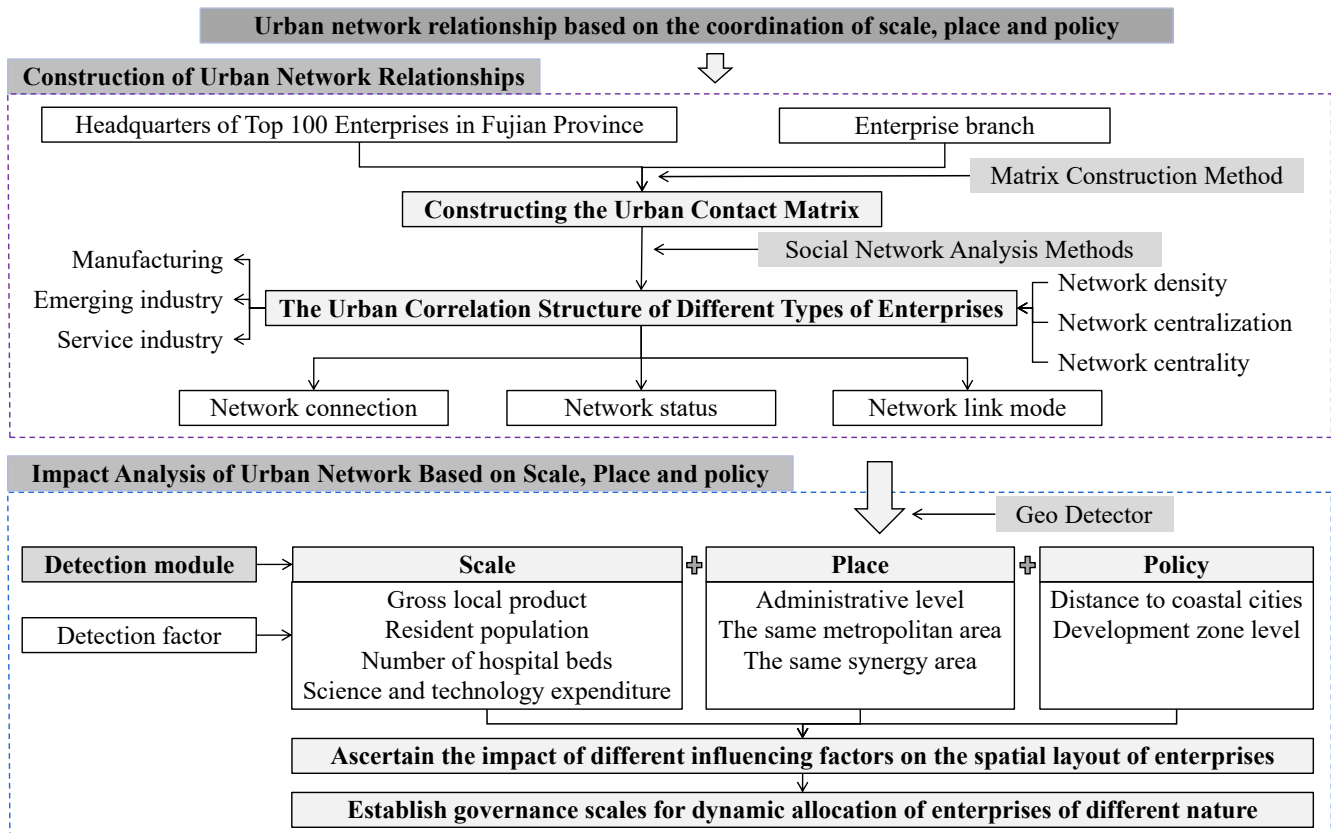 Urban network relationship based on the coordination of scale, place and policy
Construction of Urban Network Relationships
Headquarters of Top 100 Enterprises in Fujian Province
Enterprise branch
Matrix Construction Method
Constructing the Urban Contact Matrix
Social Network Analysis Methods
Manufacturing
Emerging industry
Service industry
The Urban Correlation Structure of Different Types of Enterprises
Network density
Network centralization
Network centrality
Network connection
Network status
Network link mode
Impact Analysis of Urban Network Based on Scale, Place and policy
Geo Detector
Detection module
Scale
Place
Policy
Detection factor
Gross local product
Resident population
Number of hospital beds
Science and technology expenditure
Administrative level
The same metropolitan area
The same synergy area
Distance to coastal cities
Development zone level
Ascertain the impact of different influencing factors on the spatial layout of enterprises
Establish governance scales for dynamic allocation of enterprises of different nature